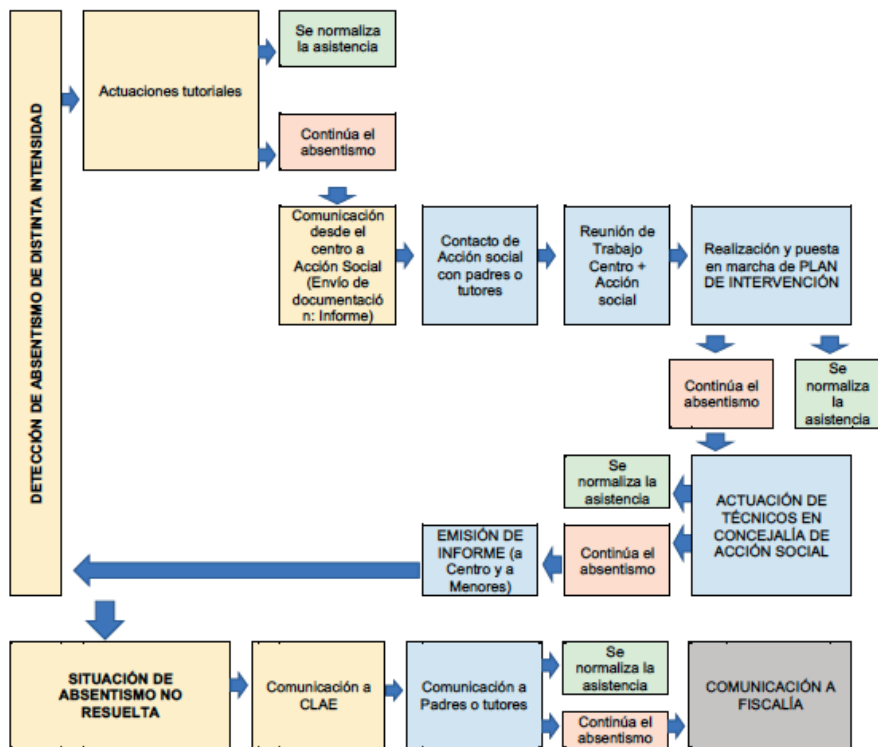 DETECCIÓN DE ABSENTISMO DE DISTINTA INTENSIDAD
Actuaciones tutoriales
Se normaliza
la asistencia
Continúa el
absentismo
Comunicación
desde el
centro a
Acción Social
(Envío de
documentació
n: Informe)
Contacto de
Acción social
con padres o
tutores
Reunión de
Trabajo
Centro +
Acción
social
Realización y puesta
en marcha de PLAN
DE INTERVENCIÓN
Continúa el
absentismo
Se
normaliza
la
asistencia
ACTUACIÓN DE
TÉCNICOS EN
CONCEJALÍA DE
ACCIÓN SOCIAL
Se
normaliza la
asistencia
Continúa el
absentismo
EMISIÓN DE
INFORME (a
Centro y a
Menores)
SITUACIÓN DE
ABSENTISMO NO
RESUELTA
Comunicación a
CLAE
Comunicación a
Padres o tutores
Se
normaliza la
asistencia
Continúa el
absentismo
COMUNICACIÓN A
FISCALÍA